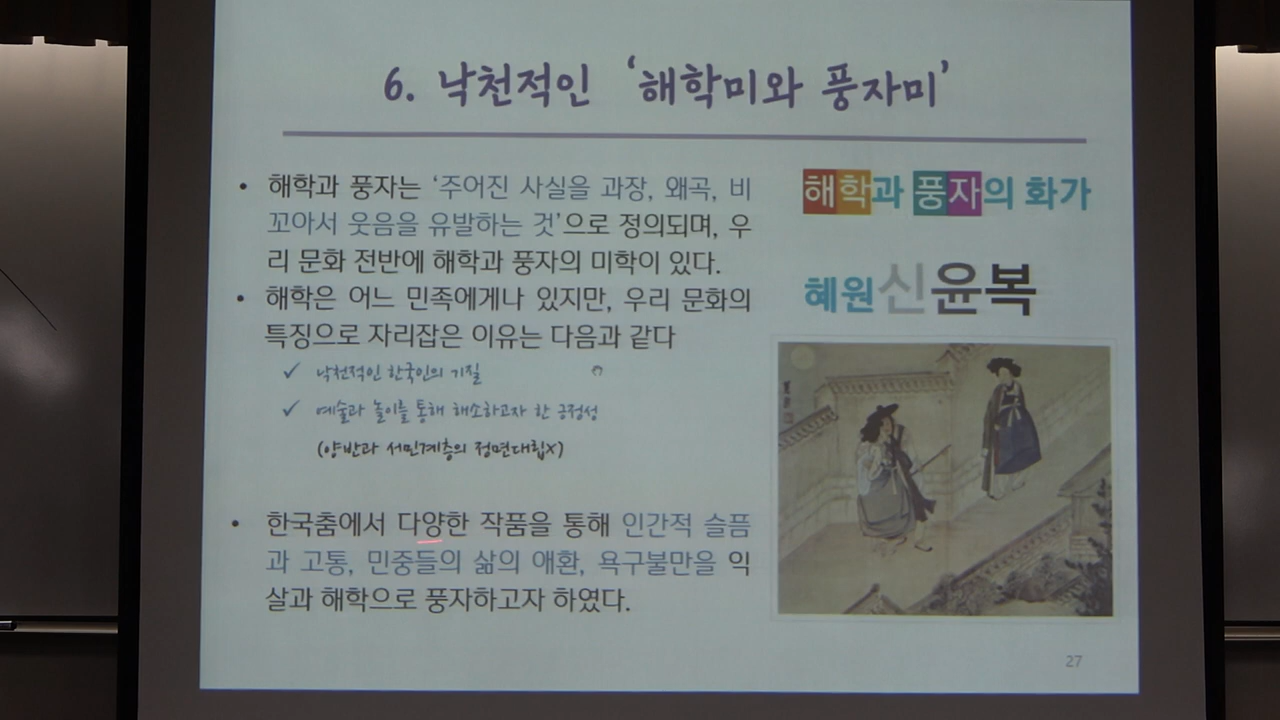 6. 낙천적인 ‘해학미와 풍자미’
• 해학과 풍자는 ‘주어진 사실을 과장, 왜곡, 비
꼬아서 웃음을 유발하는 것’으로 정의되며, 우
리 문화 전반에 해학과 풍자의 미학이 있다.
• 해학은 어느 민족에게나 있지만, 우리 문화의
특징으로 자리잡은 이유는 다음과 같다
✓ 낙천적인 한국인의 기질
✓ 예술과 놀이를 통해 해소하고자 한 긍정성
(양반과 서민계층의 정면대립X)
• 한국춤에서 다양한 작품을 통해 인간적 슬픔
과 고통, 민중들의 삶의 애환, 욕구불만을 익
살과 해학으로 풍자하고자 하였다.
해학과 풍자의 화가
혜원신윤복
27